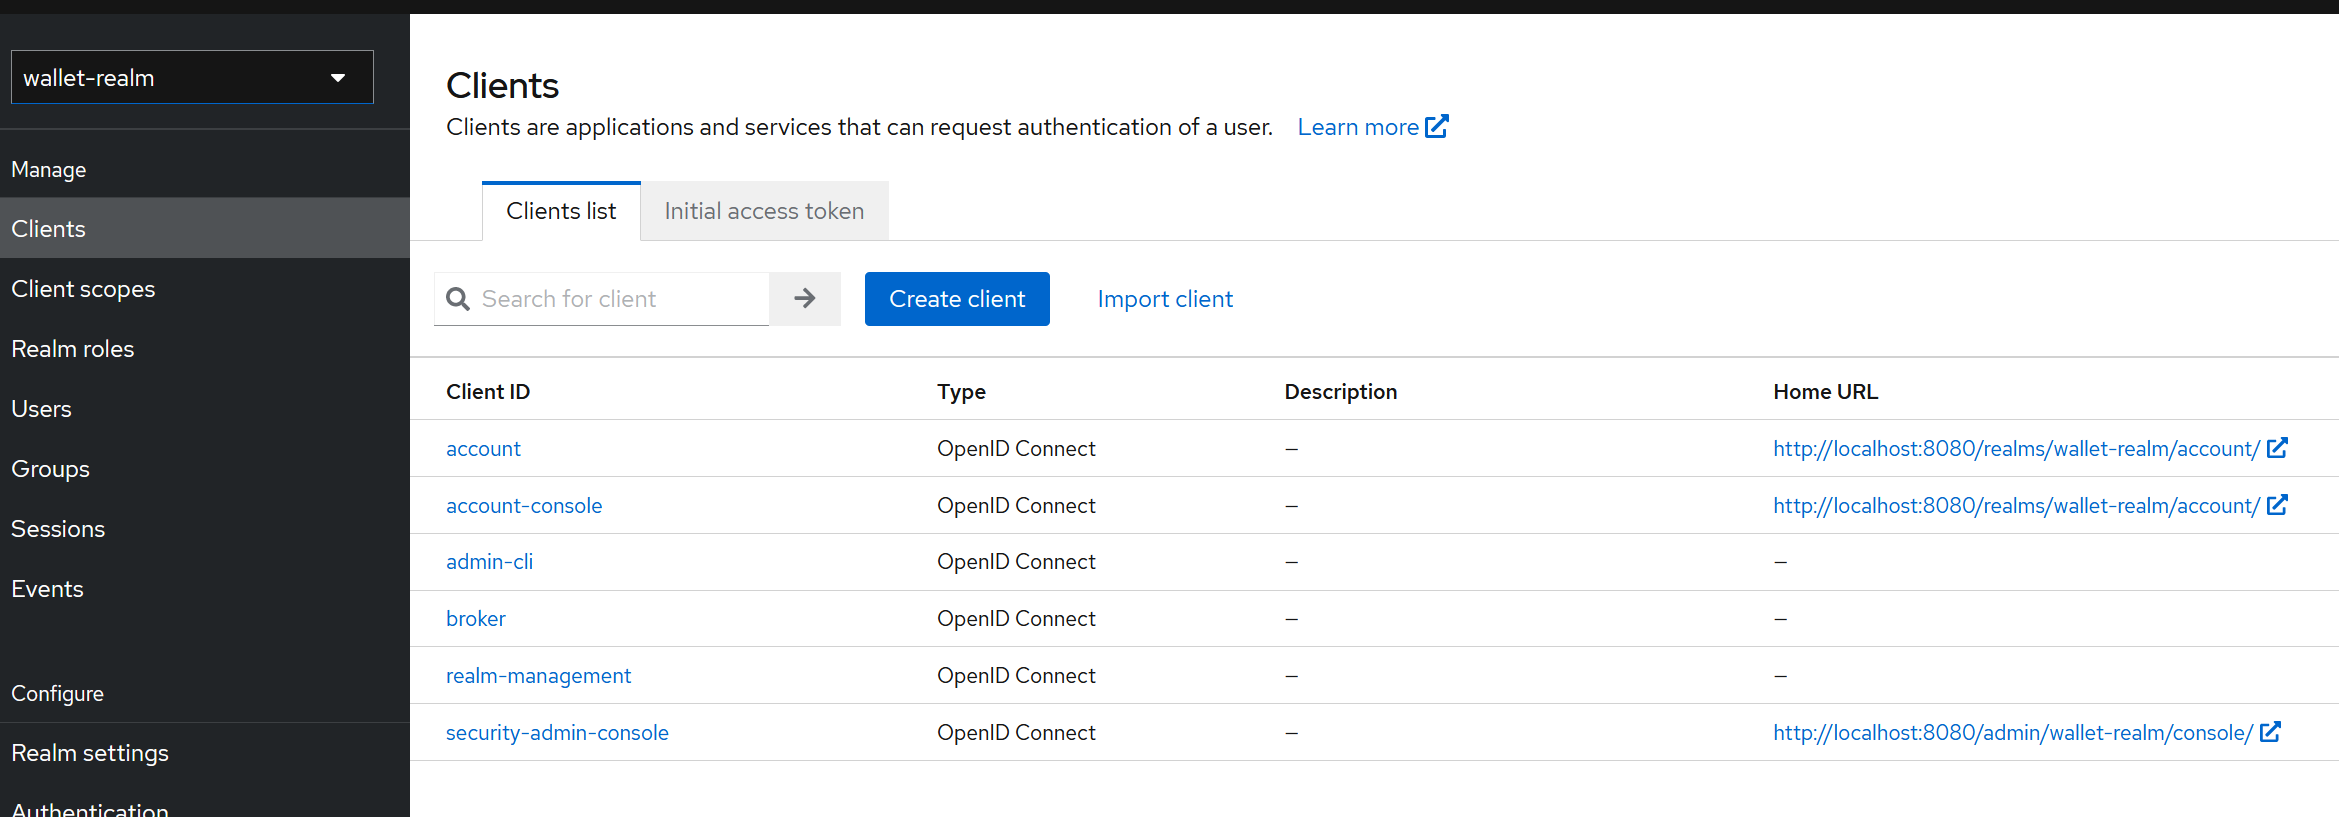 wallet-realm
Manage
Clients
Client scopes
Realm roles
Users
Groups
Sessions
Events
Configure
Realm settings
Authentication
Clients
Clients are applications and services that can request authentication of a user. Learn more
Clients list Initial access token
Search for client Create client Import client
Client ID Type Description Home URL
account OpenID Connect – http://localhost:8080/realms/wallet-realm/account/
account-console OpenID Connect – http://localhost:8080/realms/wallet-realm/account/
admin-cli OpenID Connect – –
broker OpenID Connect – –
realm-management OpenID Connect – –
security-admin-console OpenID Connect – http://localhost:8080/admin/wallet-realm/console/